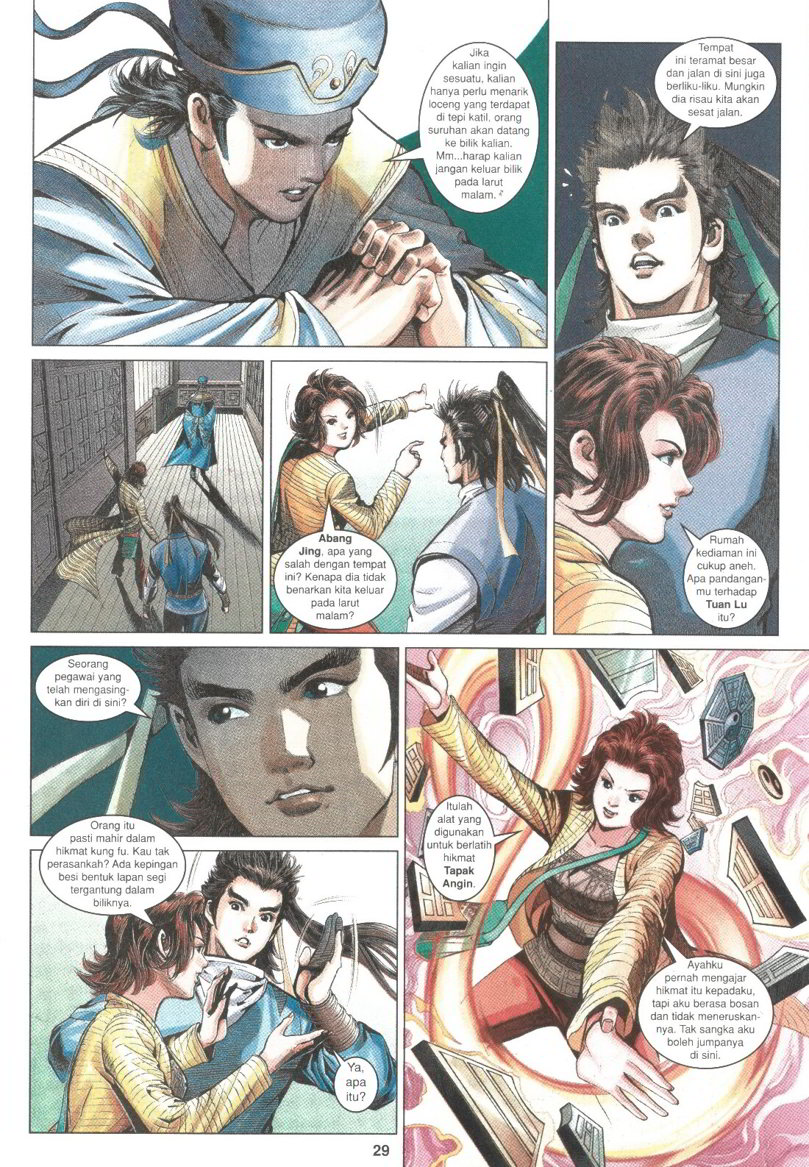 Jika
kalian ingin
sesuatu, kalian
hanya perlu menarik
loceng yang terdapat
di tepi katil, orang
suruhan akan datang
ke bilik kalian.
Mm...harap kalian
jangan keluar bilik
pada larut
malam.
Abang
Jing, apa yang
salah dengan tempat
ini? Kenapa dia tidak
benarkan kita keluar
pada larut
malam?
Tempat
ini teramat besar
dan jalan di sini juga
berliku-liku. Mungkin
dia risau kita akan
sesat jalan.
Rumah
kediaman ini
cukup aneh.
Apa pandangan-
mu terhadap
Tuan Lu
itu?
Seorang
pegawai yang
telah mengasing-
kan diri di sini?
Orang itu
pasti mahir dalam
hikmat kung fu. Kau tak
perasankah? Ada kepingan
besi bentuk lapan segi
tergantung dalam
biliknya.
Ya,
apa
itu?
Itulah
alat yang
digunakan
untuk berlatih
hikmat
Tapak
Angin.
Ayahku
pernah mengajar
hikmat itu kepadaku,
tapi aku berasa bosan
dan tidak meneruskan-
nya. Tak sangka aku
boleh jumpanya
di sini.
29